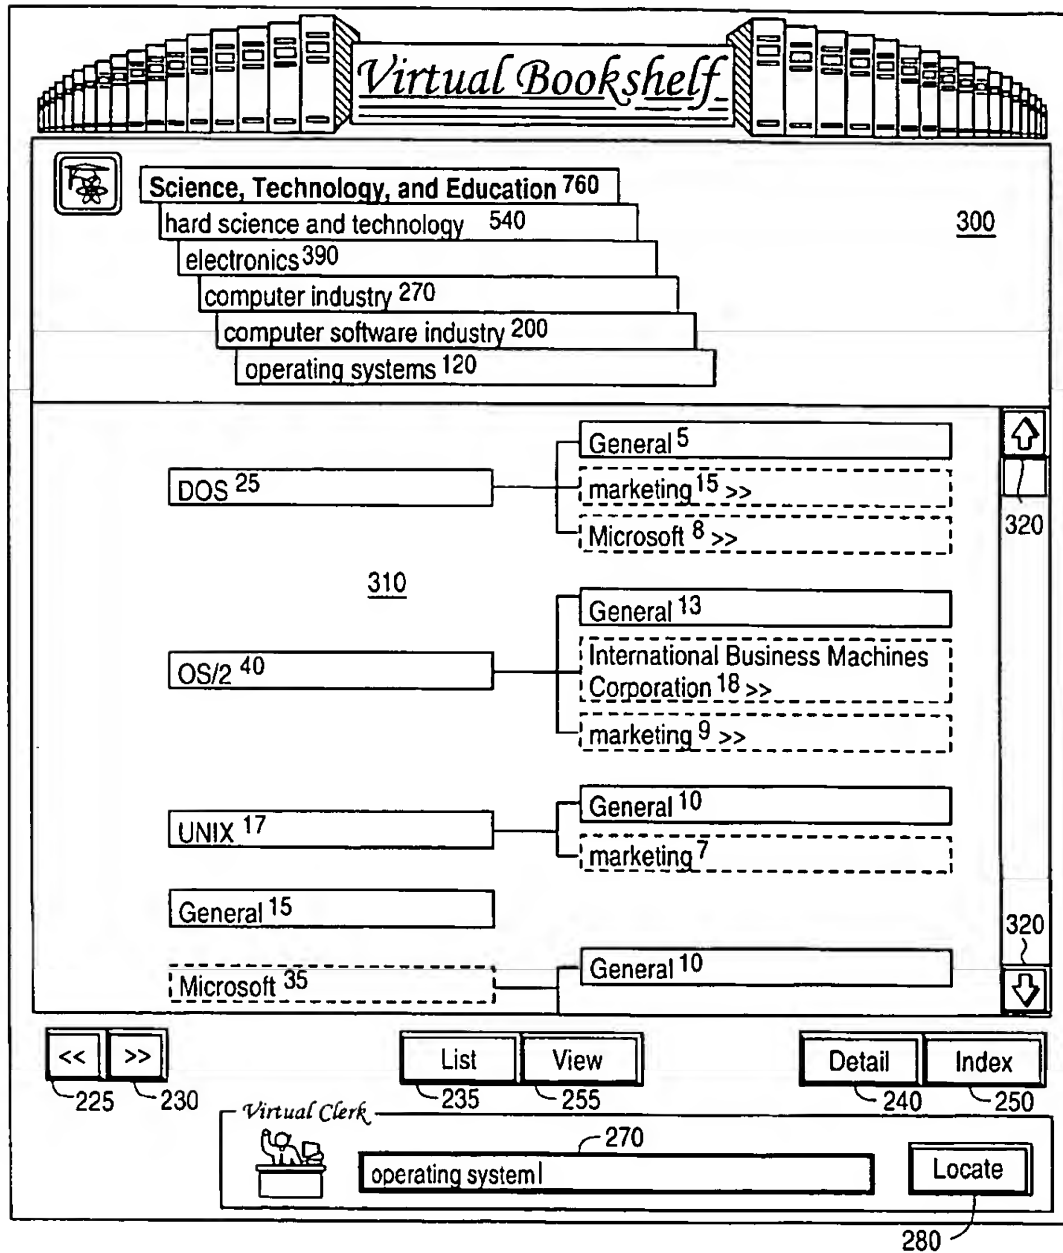 Virtual Bookshelf
Science, Technology, and Education 760
hard science and technology 540
300
electronics 390
computer industry 270
computer software industry 200
operating systems 120
General 5
DOS 25
marketing 15 >>
Microsoft 8 >>
320
310
General 13
OS/2 40
International Business Machines
Corporation 18 >>
marketing 9 >>
General 10
UNIX 17
marketing 7
General 15
320
General 10
Microsoft 35
<< >> List View Detail Index
225 230 235 255 240 250
Virtual Clerk
270
operating system
Locate
280